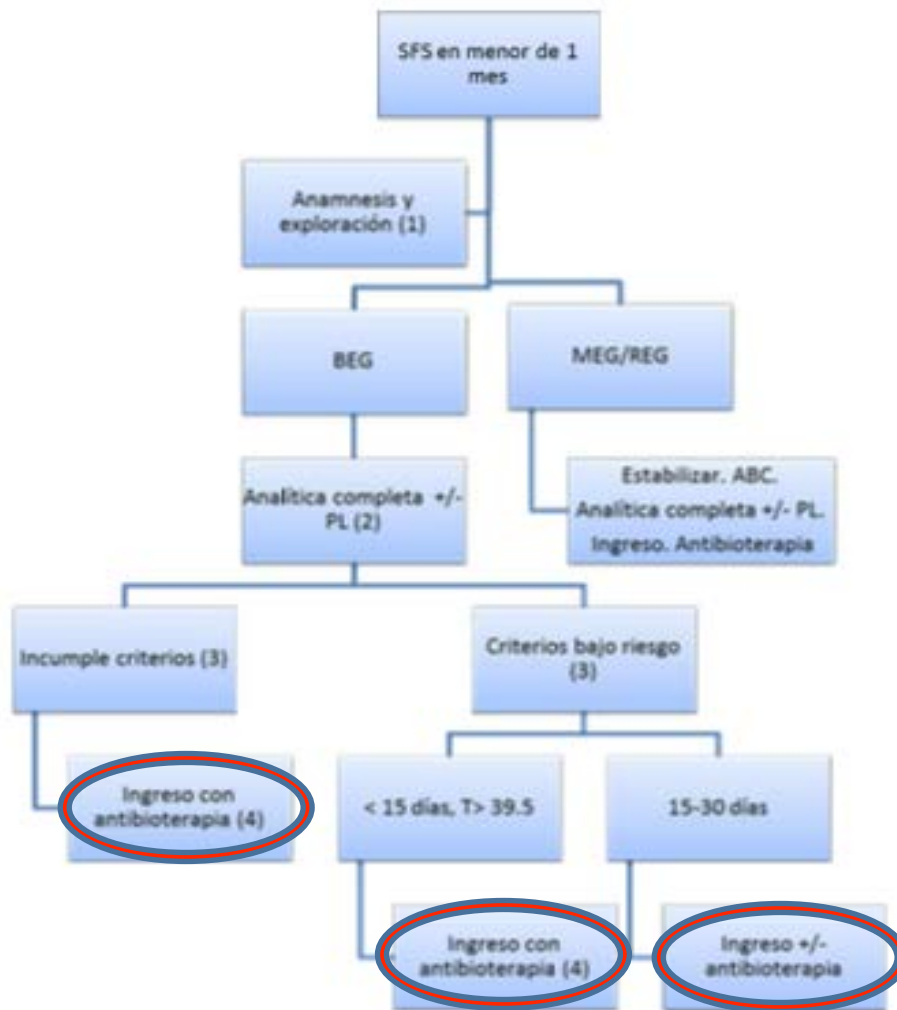 SFS en menor de 1
mes
Anamnesis y
exploración (1)
BEG
MEG/REG
Analítica completa +/-
PL (2)
Estabilizar. ABC.
Analítica completa +/- PL.
Ingreso. Antibioterapia
Incumple criterios (3)
Criterios bajo riesgo
(3)
Ingreso con
antibioterapia (4)
< 15 días, T> 39.5
15-30 días
Ingreso con
antibioterapia (4)
Ingreso +/-
antibioterapia